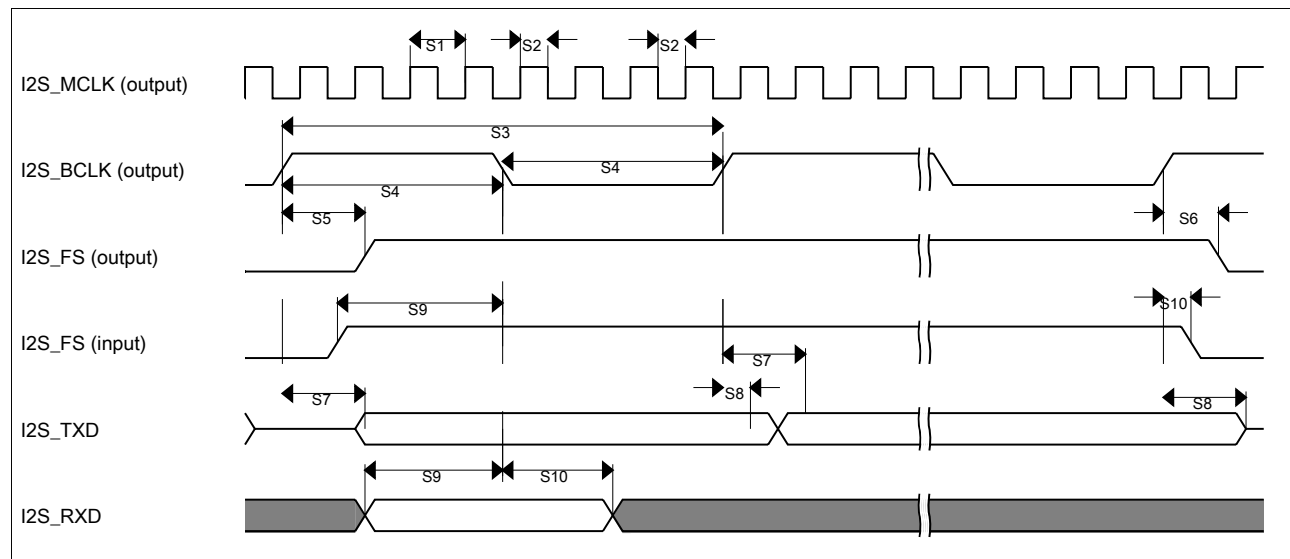 S1 S2 S2
I2S_MCLK (output)
S3
I2S_BCLK (output)
S4
S4
S5 S6
I2S_FS (output)
S9 S10
I2S_FS (input)
S7
S7 S8 S8
I2S_TXD
S9 S10
I2S_RXD